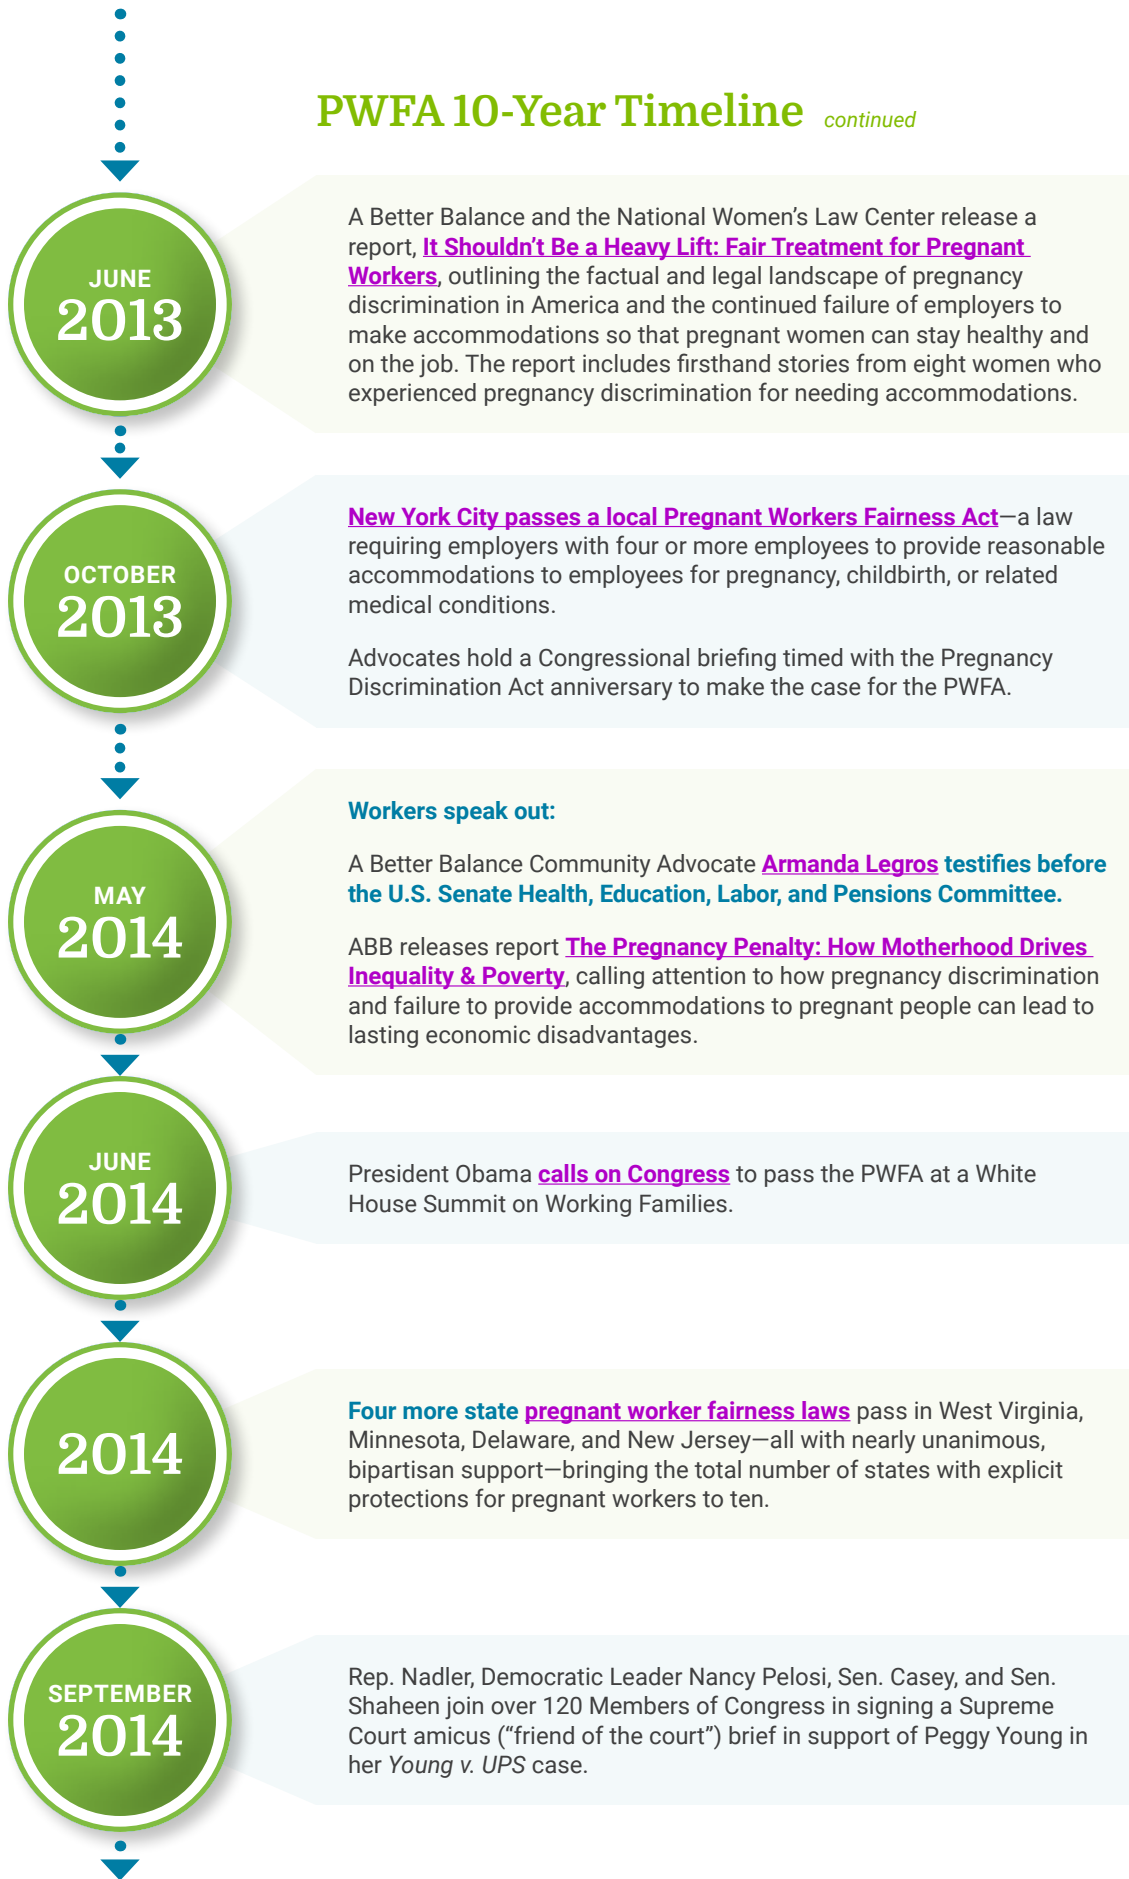 PWFA 10-Year Timeline continued
JUNE
2013
A Better Balance and the National Women’s Law Center release a
report, It Shouldn’t Be a Heavy Lift: Fair Treatment for Pregnant
Workers, outlining the factual and legal landscape of pregnancy
discrimination in America and the continued failure of employers to
make accommodations so that pregnant women can stay healthy and
on the job. The report includes firsthand stories from eight women who
experienced pregnancy discrimination for needing accommodations.
OCTOBER
2013
New York City passes a local Pregnant Workers Fairness Act—a law
requiring employers with four or more employees to provide reasonable
accommodations to employees for pregnancy, childbirth, or related
medical conditions.
Advocates hold a Congressional briefing timed with the Pregnancy
Discrimination Act anniversary to make the case for the PWFA.
MAY
2014
Workers speak out:
A Better Balance Community Advocate Armanda Legros testifies before
the U.S. Senate Health, Education, Labor, and Pensions Committee.
ABB releases report The Pregnancy Penalty: How Motherhood Drives
Inequality & Poverty, calling attention to how pregnancy discrimination
and failure to provide accommodations to pregnant people can lead to
lasting economic disadvantages.
JUNE
2014
President Obama calls on Congress to pass the PWFA at a White
House Summit on Working Families.
2014
Four more state pregnant worker fairness laws pass in West Virginia,
Minnesota, Delaware, and New Jersey—all with nearly unanimous,
bipartisan support—bringing the total number of states with explicit
protections for pregnant workers to ten.
SEPTEMBER
2014
Rep. Nadler, Democratic Leader Nancy Pelosi, Sen. Casey, and Sen.
Shaheen join over 120 Members of Congress in signing a Supreme
Court amicus (“friend of the court”) brief in support of Peggy Young in
her Young v. UPS case.